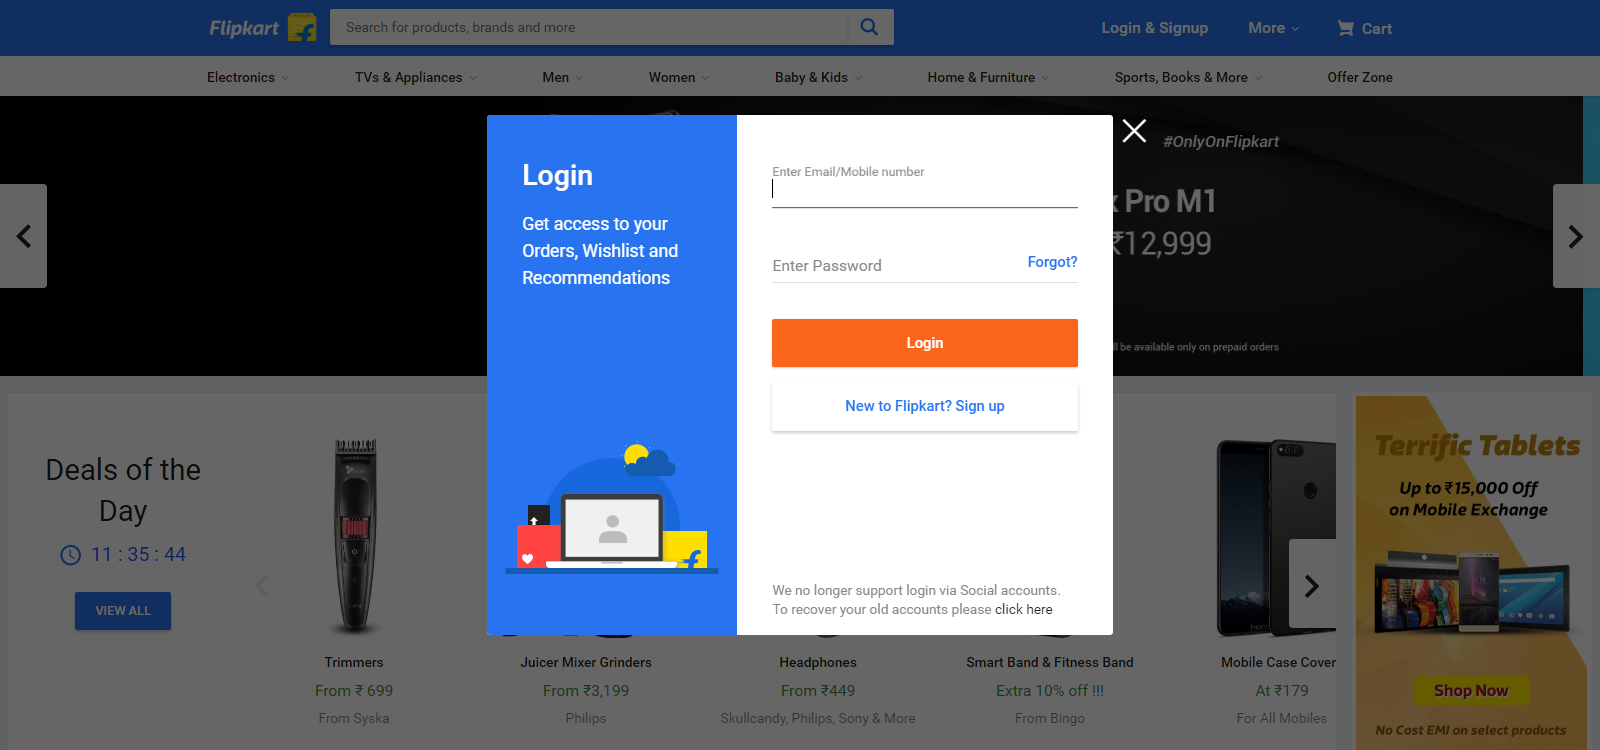 Flipkart
Search for products, brands and more
Login & Signup
More
Cart
Electronics
TVs & Appliances
Men
Women
Baby & Kids
Home & Furniture
Sports, Books & More
Offer Zone
#OnlyOnFlipkart
Pro M1
₹12,999
be available only on prepaid orders
Login
Get access to your
Orders, Wishlist and
Recommendations
Enter Email/Mobile number
Enter Password
Forgot?
Login
New to Flipkart? Sign up
We no longer support login via Social accounts.
To recover your old accounts please click here
Deals of the
Day
11 : 35 : 44
VIEW ALL
Trimmers
From ₹ 699
From Syska
Juicer Mixer Grinders
From ₹3,199
Philips
Headphones
From ₹449
Skullcandy, Philips, Sony & More
Smart Band & Fitness Band
Extra 10% off !!!
From Bingo
honor
Mobile Case Cover
At ₹179
For All Mobiles
Terrific Tablets
Up to ₹15,000 Off
on Mobile Exchange
Shop Now
No Cost EMI on select products